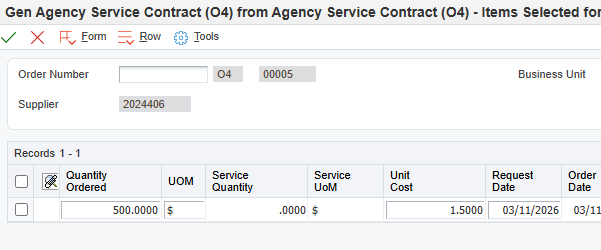 Gen Agency Service Contract (O4) from Agency Service Contract (O4) - Items Selected for
Form Row Tools
Order Number O4 00005 Business Unit
Supplier 2024406
Records 1 - 1
Quantity Ordered UOM Service Quantity Service UoM Unit Cost Request Date Order Date
500.0000 $ .0000 $ 1.5000 03/11/2026 03/11